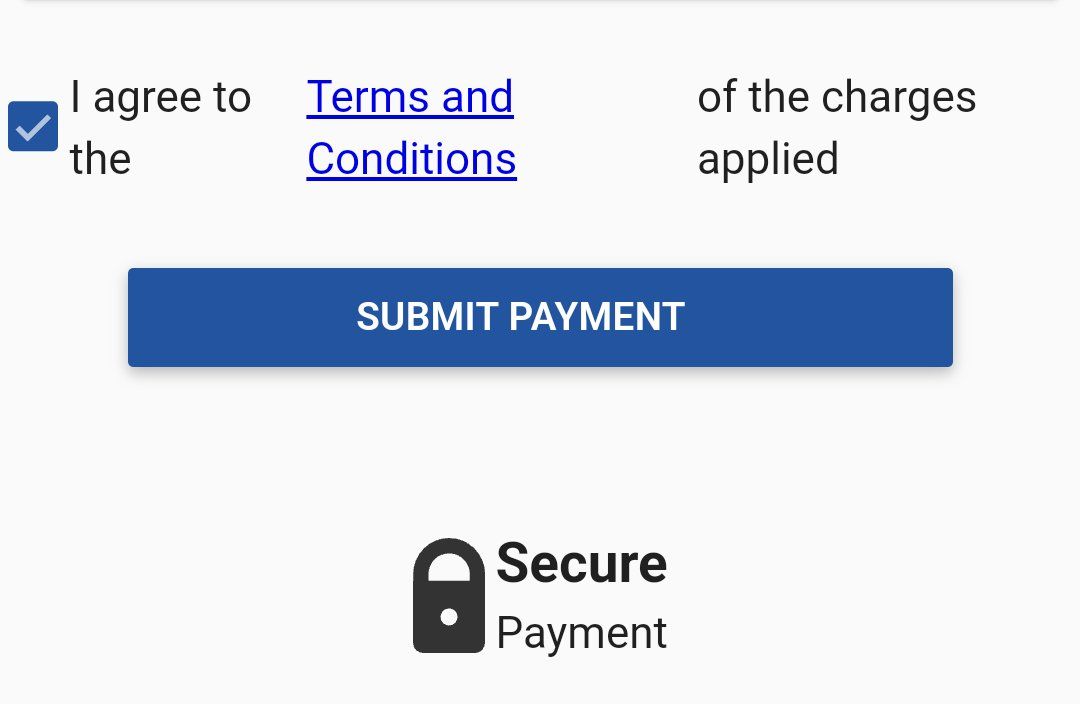 I agree to the Terms and Conditions of the charges applied
SUBMIT PAYMENT
Secure
Payment